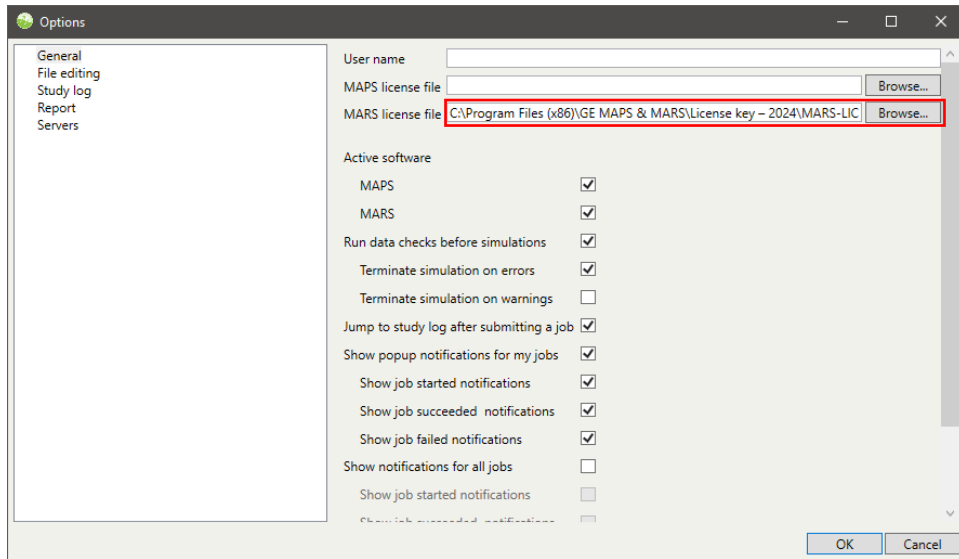 Options
General
File editing
Study log
Report
Servers
User name
MAPS license file
Browse...
MARS license file C:\Program Files (x86)\GE MAPS & MARS\License key – 2024\MARS-LIC Browse...
Active software
MAPS
MARS
Run data checks before simulations
Terminate simulation on errors
Terminate simulation on warnings
Jump to study log after submitting a job
Show popup notifications for my jobs
Show job started notifications
Show job succeeded notifications
Show job failed notifications
Show notifications for all jobs
Show job started notifications
Show job succeeded notifications
OK Cancel